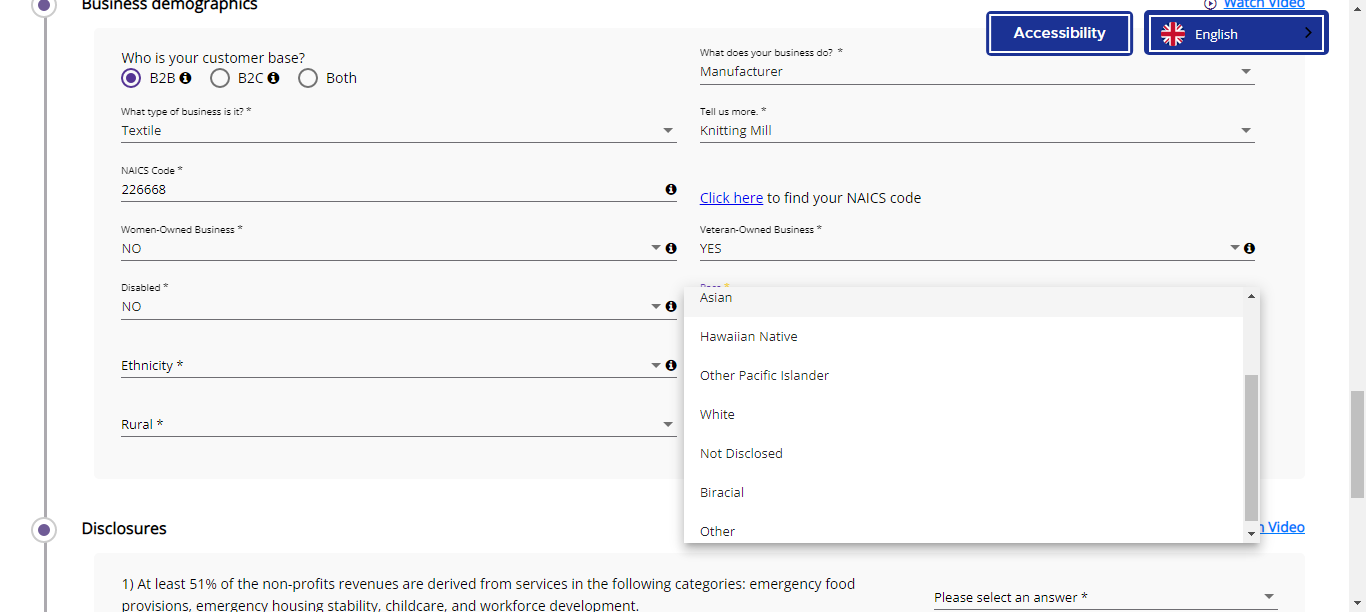 Business demographics
Watch Video
Accessibility
English
Who is your customer base?
B2B
B2C
Both
What does your business do? *
Manufacturer
What type of business is it? *
Textile
Tell us more. *
Knitting Mill
NAICS Code *
226668
Click here to find your NAICS code
Women-Owned Business *
NO
Veteran-Owned Business *
YES
Disabled *
NO
Race *
Asian
Hawaiian Native
Other Pacific Islander
White
Not Disclosed
Biracial
Other
Ethnicity *
Rural *
Disclosures
Video
1) At least 51% of the non-profits revenues are derived from services in the following categories: emergency food
provisions, emergency housing stability, childcare, and workforce development.
Please select an answer *